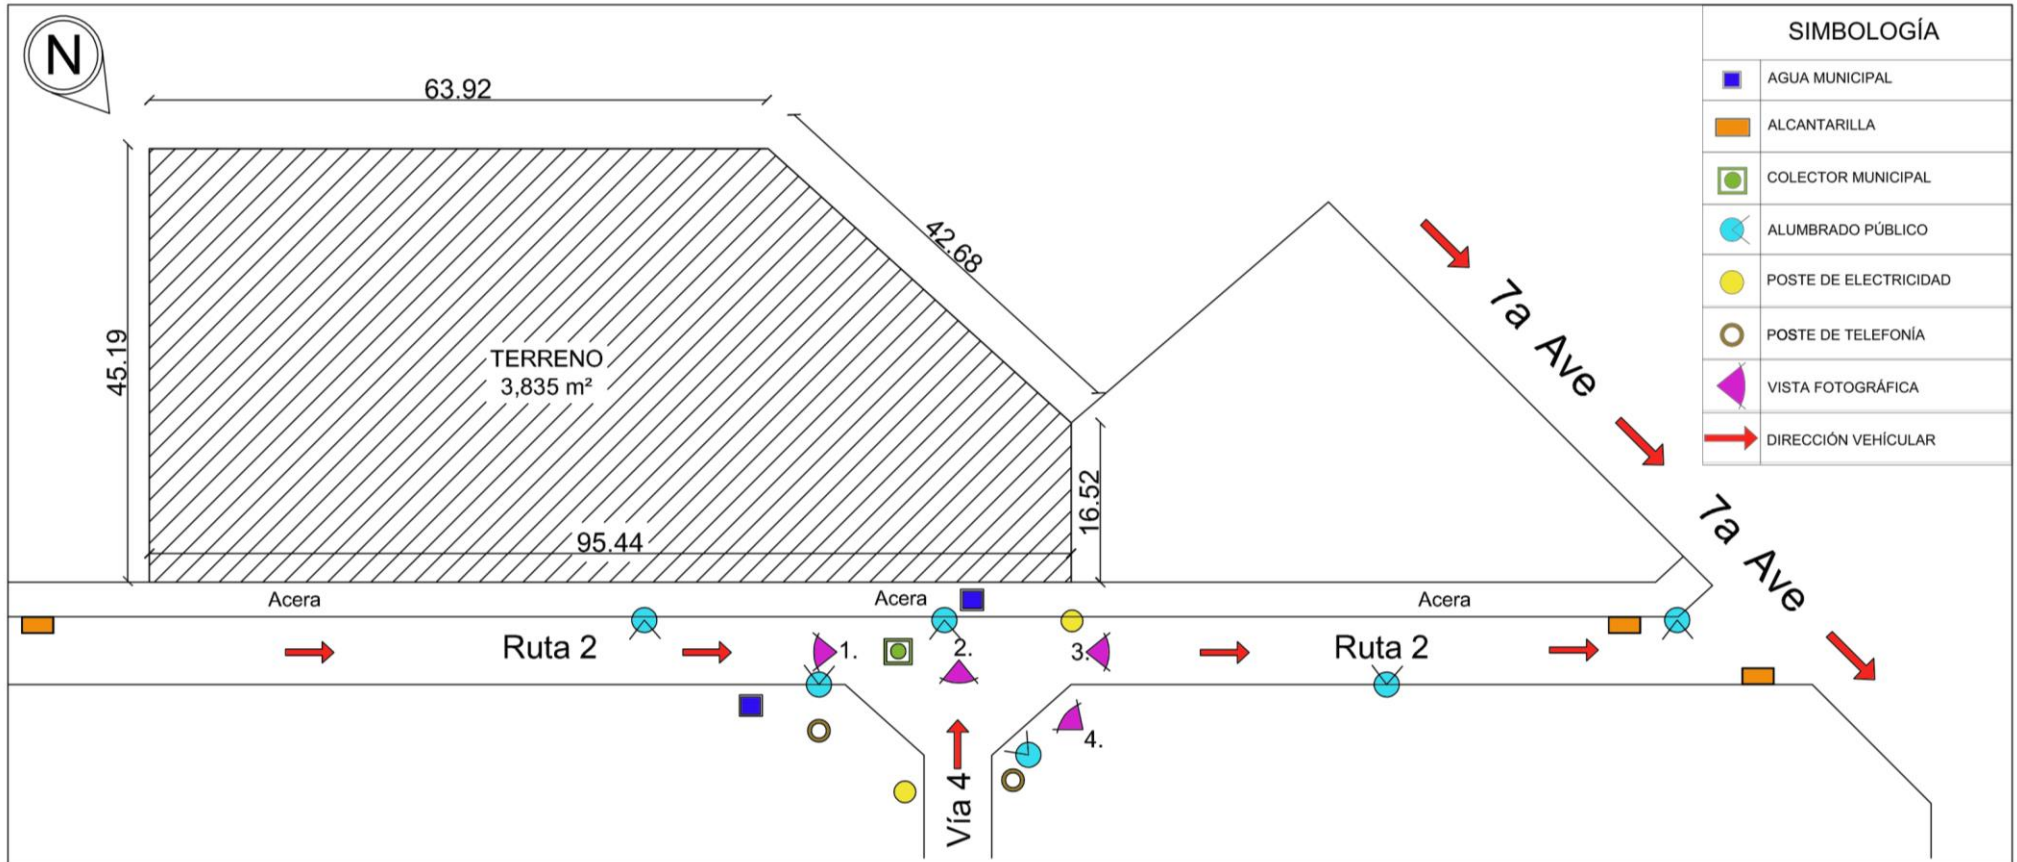 N
63.92
42.68
45.19
TERRENO
3,835 m²
95.44
16.52
Acera
Acera
Acera
Ruta 2
1.
2.
3.
Ruta 2
4.
Vía 4
7a Ave
7a Ave
SIMBOLOGÍA
AGUA MUNICIPAL
ALCANTARILLA
COLECTOR MUNICIPAL
ALUMBRADO PÚBLICO
POSTE DE ELECTRICIDAD
POSTE DE TELEFONÍA
VISTA FOTOGRÁFICA
DIRECCIÓN VEHÍCULAR